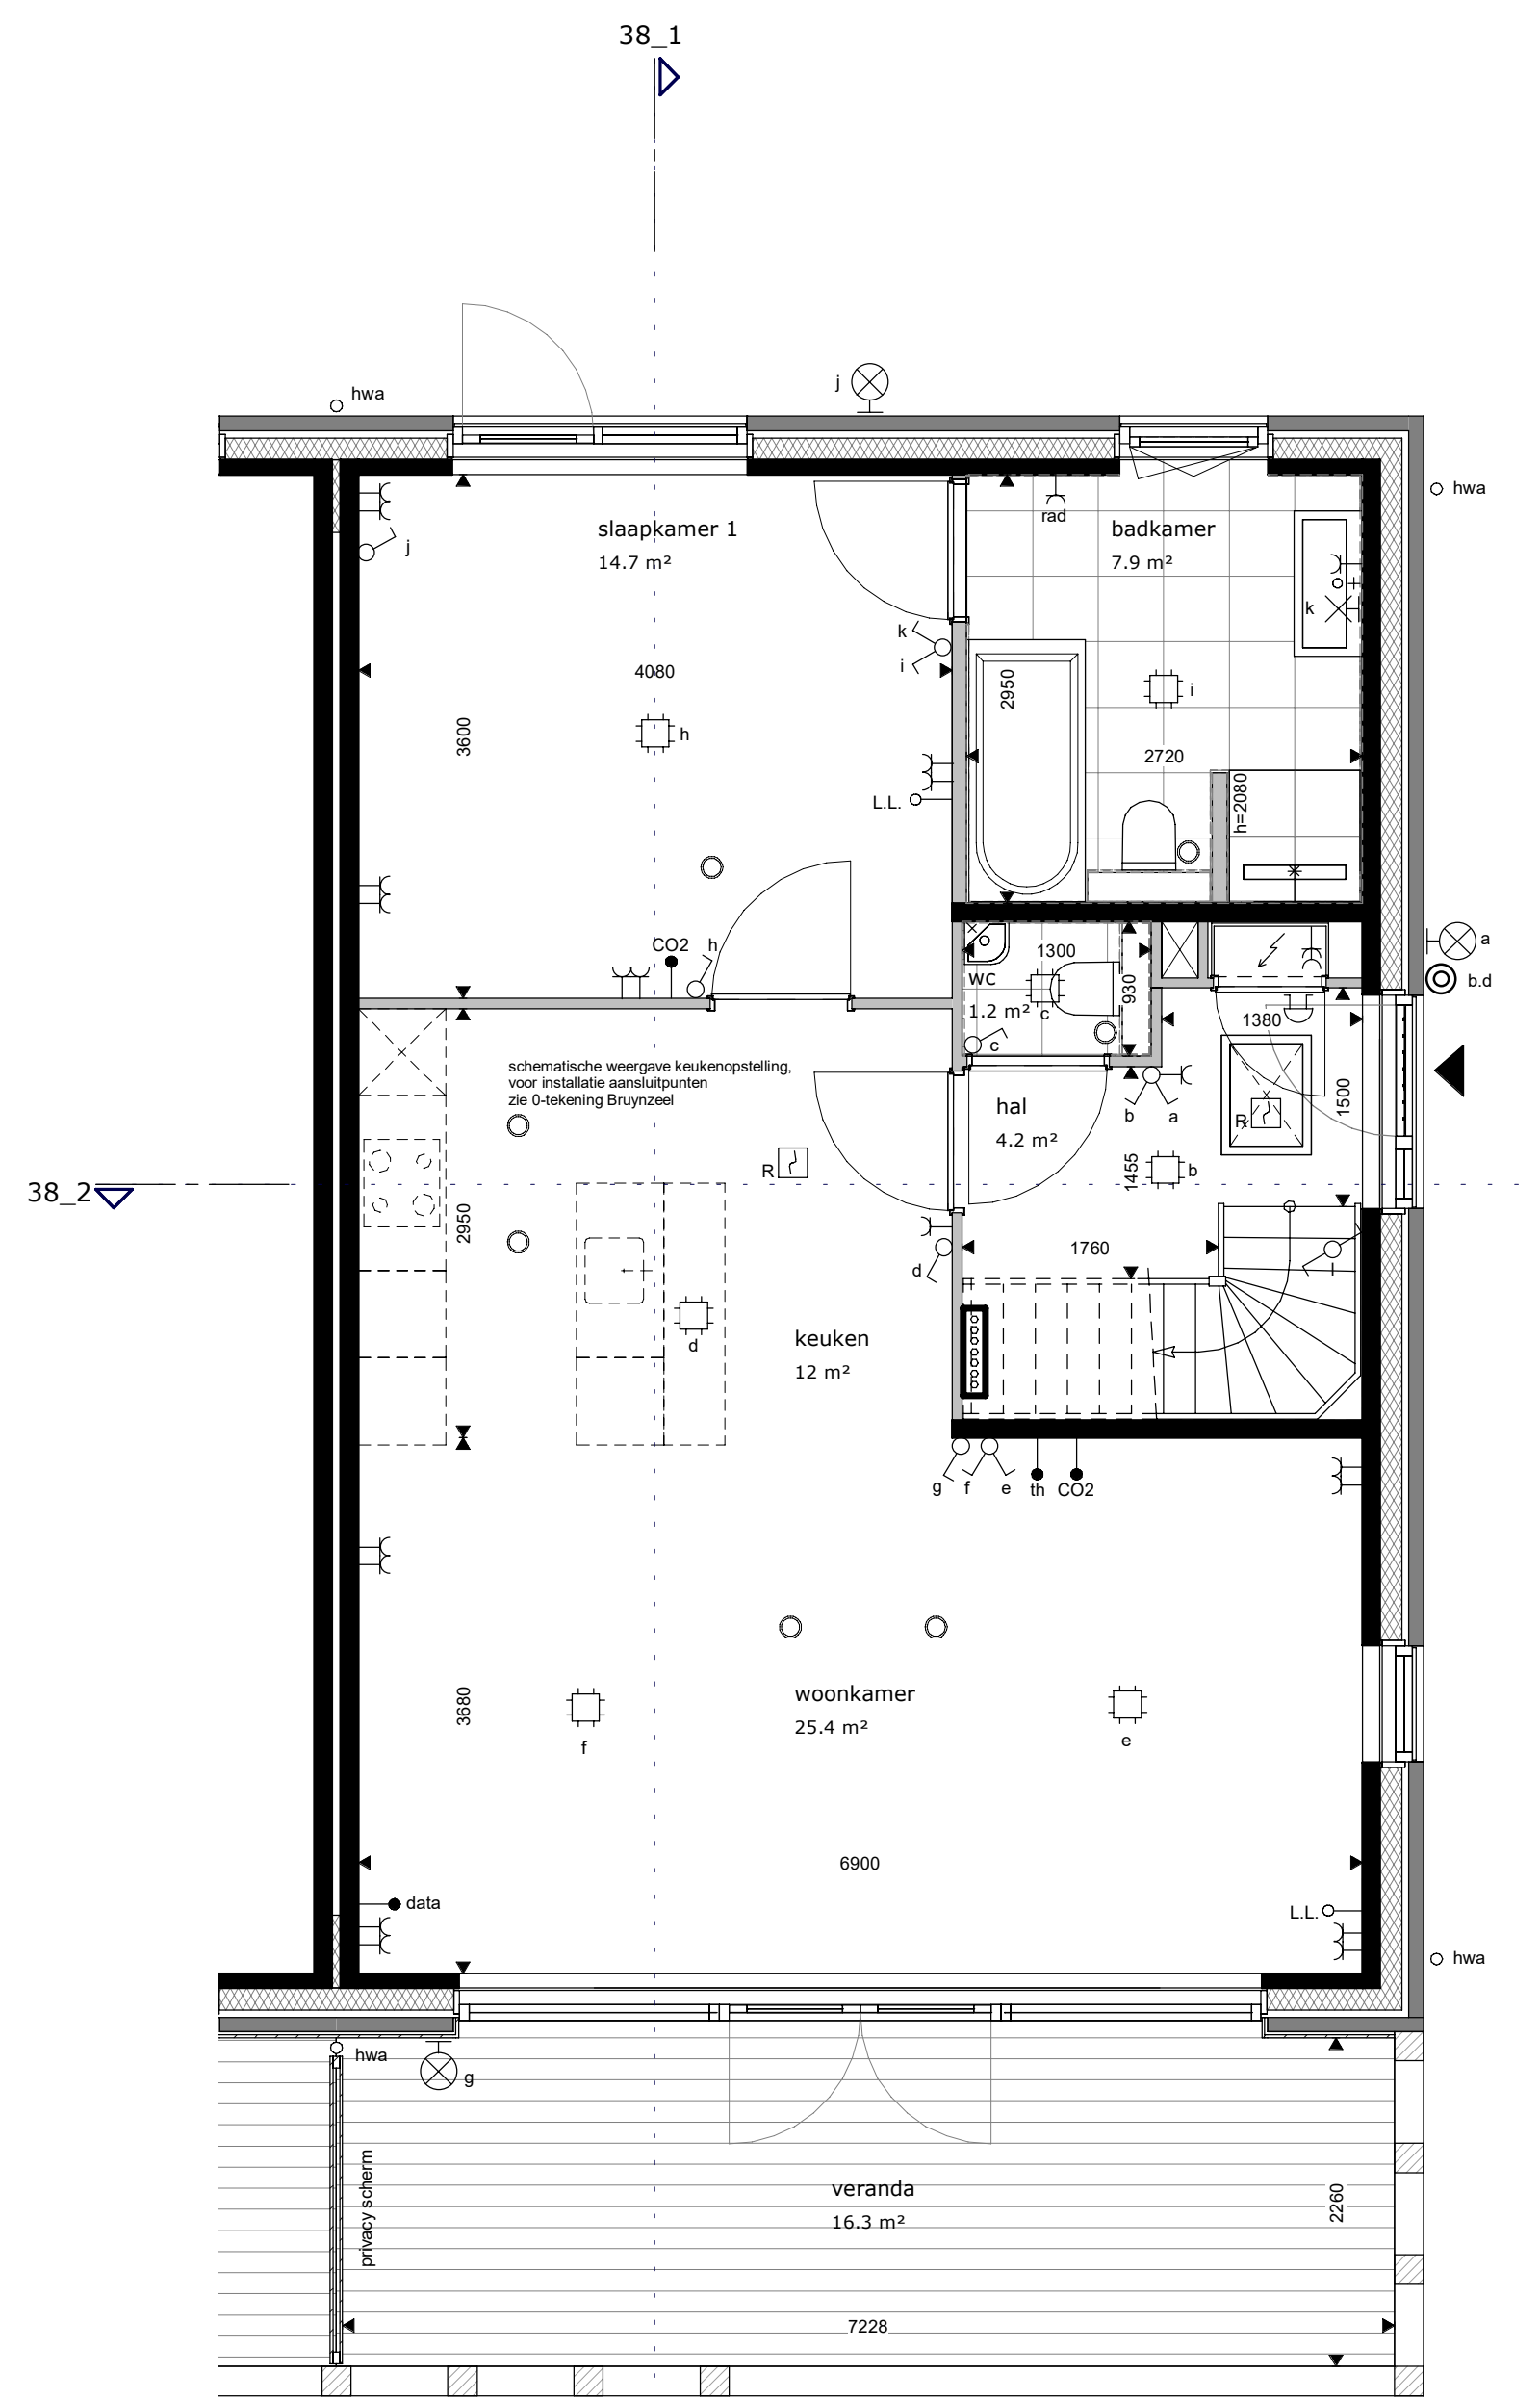 38_1
j
hwa
hwa
slaapkamer 1
14.7 m²
rad
badkamer
7.9 m²
j
k
i
k
4080
3600
h
2950
i
2720
h=2080
L.L.
CO2
h
1300
wc
1.2 m²
c
930
c
a
b.d
1380
1500
schematische weergave keukenopstelling,
voor installatie aansluitpunten
zie 0-tekening Bruynzeel
hal
4.2 m²
b
a
R
R
1455
b
38_2
2950
1760
d
d
keuken
12 m²
g
f
e
th
CO2
3680
woonkamer
25.4 m²
f
e
6900
data
L.L.
hwa
hwa
g
privacy scherm
veranda
16.3 m²
2260
7228